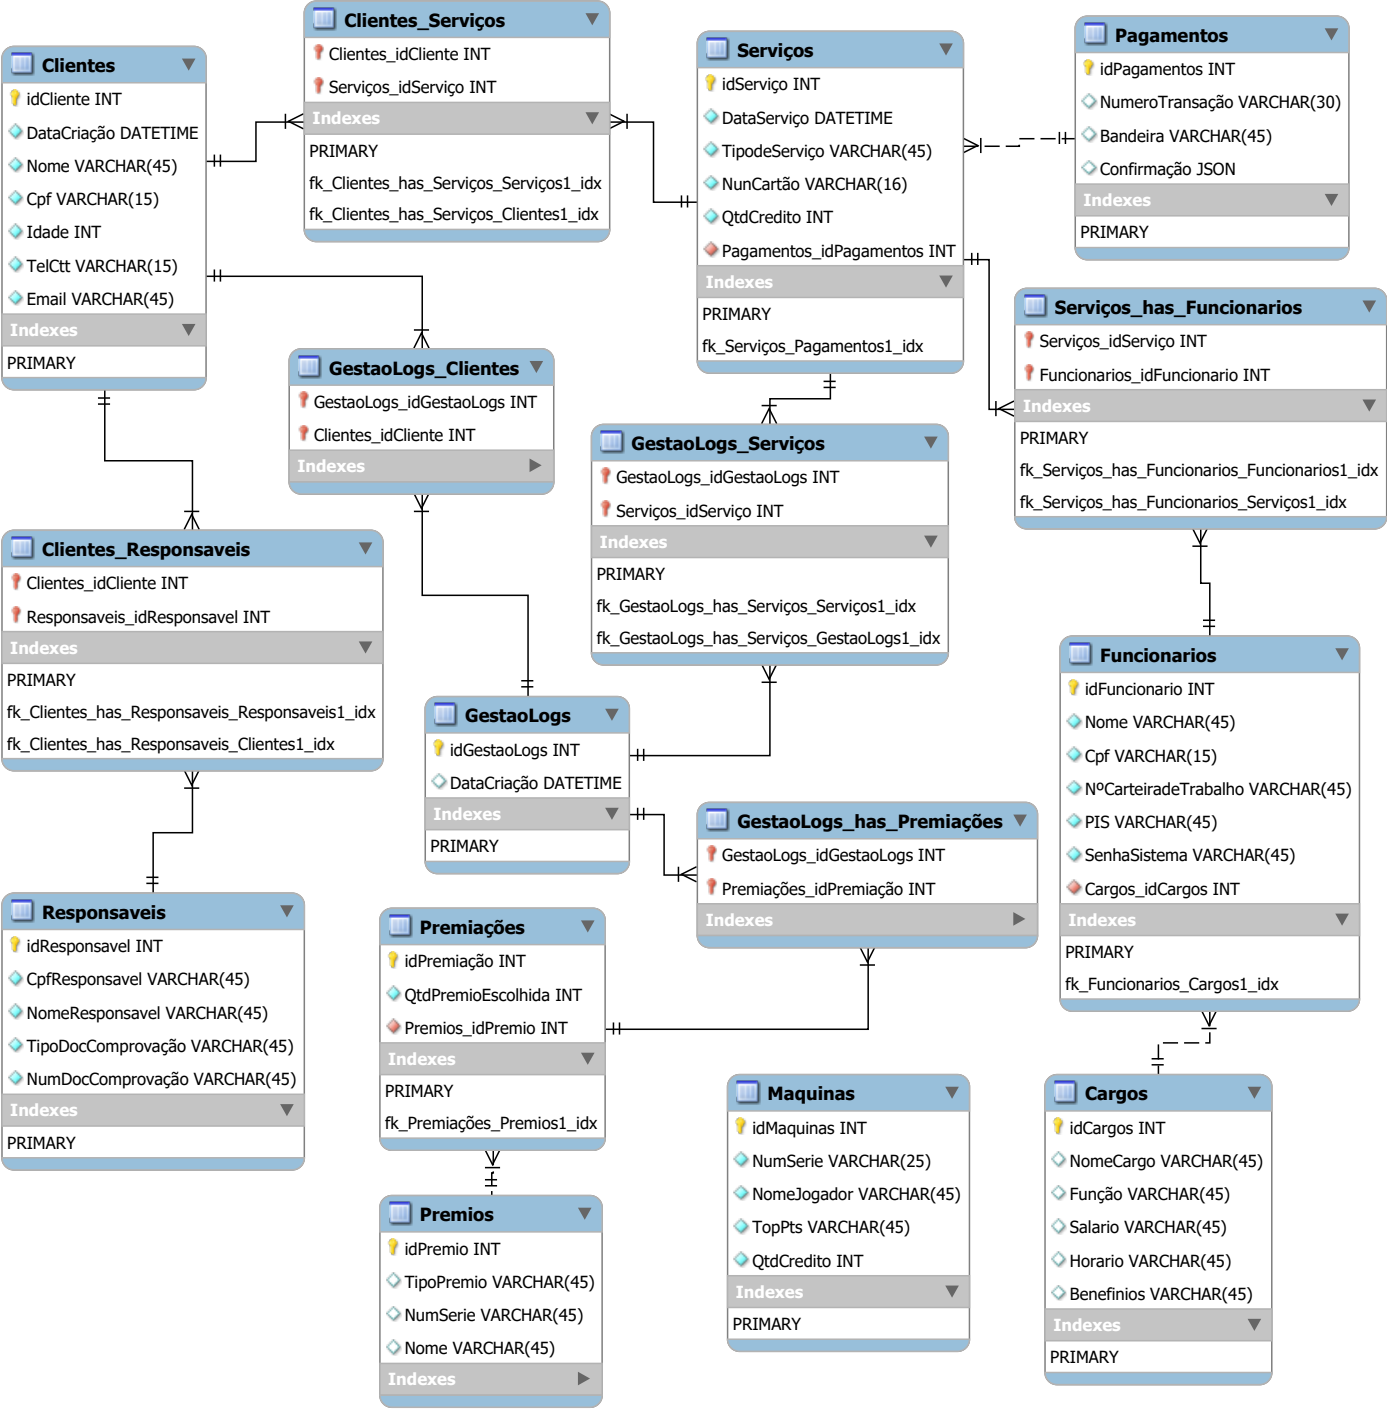 Clientes
idCliente INT
DataCriação DATETIME
Nome VARCHAR(45)
Cpf VARCHAR(15)
Idade INT
TelCtt VARCHAR(15)
Email VARCHAR(45)
Indexes
PRIMARY
Clientes_Serviços
Clientes_idCliente INT
Serviços_idServiço INT
Indexes
PRIMARY
fk_Clientes_has_Serviços_Serviços1_idx
fk_Clientes_has_Serviços_Clientes1_idx
Serviços
idServiço INT
DataServiço DATETIME
TipodeServiço VARCHAR(45)
NunCartão VARCHAR(16)
QtdCredito INT
Pagamentos_idPagamentos INT
Indexes
PRIMARY
fk_Serviços_Pagamentos1_idx
Pagamentos
idPagamentos INT
NumeroTransação VARCHAR(30)
Bandeira VARCHAR(45)
Confirmação JSON
Indexes
PRIMARY
Serviços_has_Funcionarios
Serviços_idServiço INT
Funcionarios_idFuncionario INT
Indexes
PRIMARY
fk_Serviços_has_Funcionarios_Funcionarios1_idx
fk_Serviços_has_Funcionarios_Serviços1_idx
GestaoLogs_Clientes
GestaoLogs_idGestaoLogs INT
Clientes_idCliente INT
Indexes
GestaoLogs_Serviços
GestaoLogs_idGestaoLogs INT
Serviços_idServiço INT
Indexes
PRIMARY
fk_GestaoLogs_has_Serviços_Serviços1_idx
fk_GestaoLogs_has_Serviços_GestaoLogs1_idx
Clientes_Responsaveis
Clientes_idCliente INT
Responsaveis_idResponsavel INT
Indexes
PRIMARY
fk_Clientes_has_Responsaveis_Responsaveis1_idx
fk_Clientes_has_Responsaveis_Clientes1_idx
GestaoLogs
idGestaoLogs INT
DataCriação DATETIME
Indexes
PRIMARY
Funcionarios
idFuncionario INT
Nome VARCHAR(45)
Cpf VARCHAR(15)
NºCarteiradeTrabalho VARCHAR(45)
PIS VARCHAR(45)
SenhaSistema VARCHAR(45)
Cargos_idCargos INT
Indexes
PRIMARY
fk_Funcionarios_Cargos1_idx
GestaoLogs_has_Premiações
GestaoLogs_idGestaoLogs INT
Premiações_idPremiação INT
Indexes
Responsaveis
idResponsavel INT
CpfResponsavel VARCHAR(45)
NomeResponsavel VARCHAR(45)
TipoDocComprovação VARCHAR(45)
NumDocComprovação VARCHAR(45)
Indexes
PRIMARY
Premiações
idPremiação INT
QtdPremioEscolhida INT
Premios_idPremio INT
Indexes
PRIMARY
fk_Premiações_Premios1_idx
Maquinas
idMaquinas INT
NumSerie VARCHAR(25)
NomeJogador VARCHAR(45)
TopPts VARCHAR(45)
QtdCredito INT
Indexes
PRIMARY
Cargos
idCargos INT
NomeCargo VARCHAR(45)
Função VARCHAR(45)
Salario VARCHAR(45)
Horario VARCHAR(45)
Benefinios VARCHAR(45)
Indexes
PRIMARY
Premios
idPremio INT
TipoPremio VARCHAR(45)
NumSerie VARCHAR(45)
Nome VARCHAR(45)
Indexes